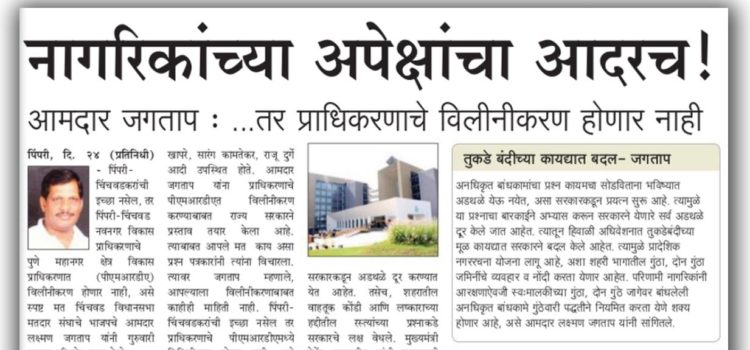 नागरिकांच्या अपेक्षांचा आदरच!
आमदार जगताप : ...तर प्राधिकरणाचे विलीनीकरण होणार नाही
पिंपरी, दि. २४ (प्रतिनिधी)
- पिंपरी-
चिंचवडकरांची
इच्छा नसेल, तर
पिंपरी-चिंचवड
नवनगर विकास
प्राधिकरणाचे
पुणे महानगर क्षेत्र विकास
प्राधिकरणात (पीएमआरडीए)
विलीनीकरण होणार नाही, असे
स्पष्ट मत चिंचवड विधानसभा
मतदार संघाचे भाजपचे आमदार
लक्ष्मण जगताप यांनी गुरुवारी
खापरे, सारंग कामतेकर, राजू दुर्गे
आदी उपस्थित होते. आमदार
जगताप यांना प्राधिकरणाचे
पीएमआरडीएत विलीनीकरण
करण्याबाबत राज्य सरकारने
प्रस्ताव तयार केला आहे.
त्याबाबत आपले मत काय असा
प्रश्न पत्रकारांनी त्यांना विचारला.
त्यावर जगताप म्हणाले,
आपल्याला विलीनीकरणाबाबत
काहीही माहिती नाही. पिंपरी-
चिंचवडकरांची इच्छा नसेल तर
प्राधिकरणाचे पीएमआरडीएमध्ये
सरकारकडून अडथळे दूर करण्यात
येत आहेत. तसेच, शहरातील
वाहतूक कोंडी आणि लष्कराच्या
हद्दीतील रस्त्यांच्या प्रश्नाकडे
सरकारचे लक्ष वेधले. मुख्यमंत्री
तुकडे बंदीच्या कायद्यात बदल- जगताप
अनधिकृत बांधकामांचा प्रश्न कायमचा सोडविताना भविष्यात
अडथळे येऊ नयेत, असा सरकारकडून प्रयत्न सुरू आहे. त्यामुळे
या प्रश्नाचा बारकाईने अभ्यास करून सरकारने येणारे सर्व अडथळे
दूर केले जात आहेत. त्यातून हिवाळी अधिवेशनात तुकडेबंदीच्या
मूळ कायद्यात सरकारने बदल केले आहेत. त्यामुळे प्रादेशिक
नगररचना योजना लागू आहे, अशा शहरी भागातील गुंठा, दोन गुंठा
जमिनींचे व्यवहार व नोंदी करता येणार आहेत. परिणामी नागरिकांनी
आरक्षणाऐवजी स्वःमालकीच्या गुंठा, दोन गुंठे जागेवर बांधलेली
अनधिकृत बांधकामे गुंठेवारी पद्धतीने नियमित करता येणे शक्य
होणार आहे, असे आमदार लक्ष्मण जगताप यांनी सांगितले.